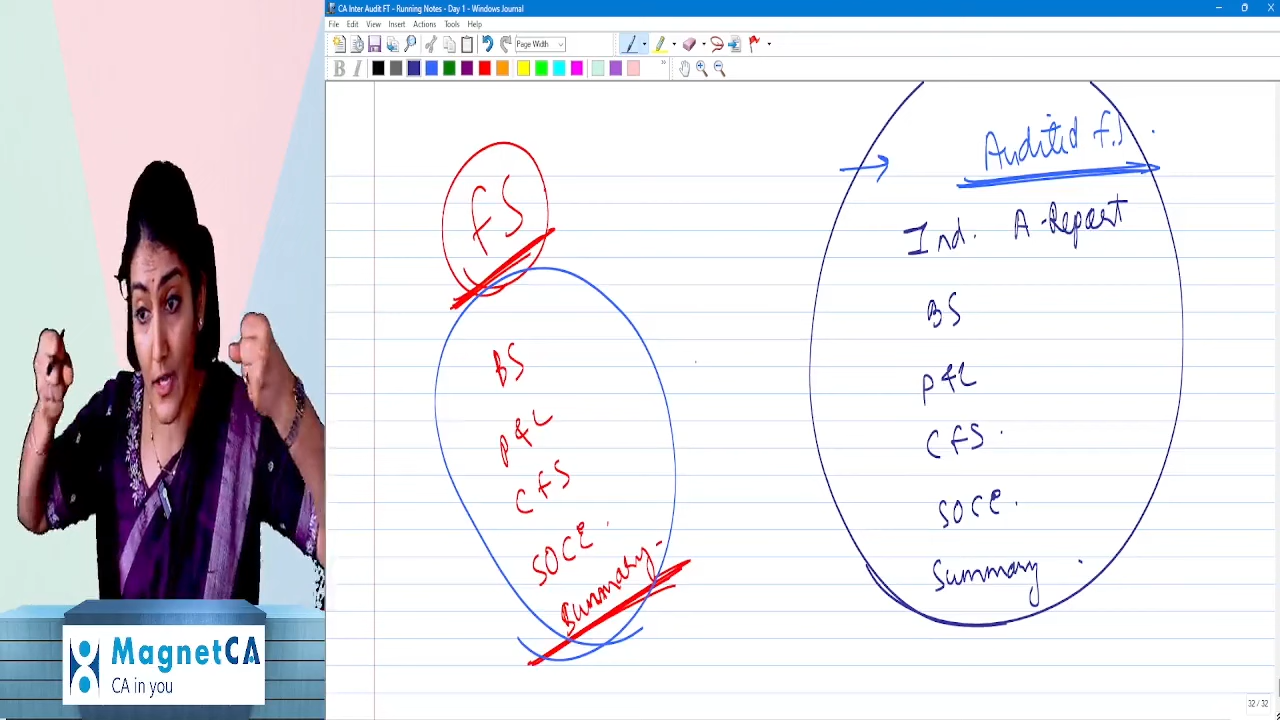 CA Inter Audit FT - Running Notes - Day 1 - Windows Journal
File Edit View Insert Actions Tools Help
Page Width
B I
FS
BS
P&L
CFS
SOCE.
Summary.
Audited F.S.
Ind. A-Report
BS
P&L
CFS.
SOCE.
Summary.
MagnetCA
CA in you
32 / 32